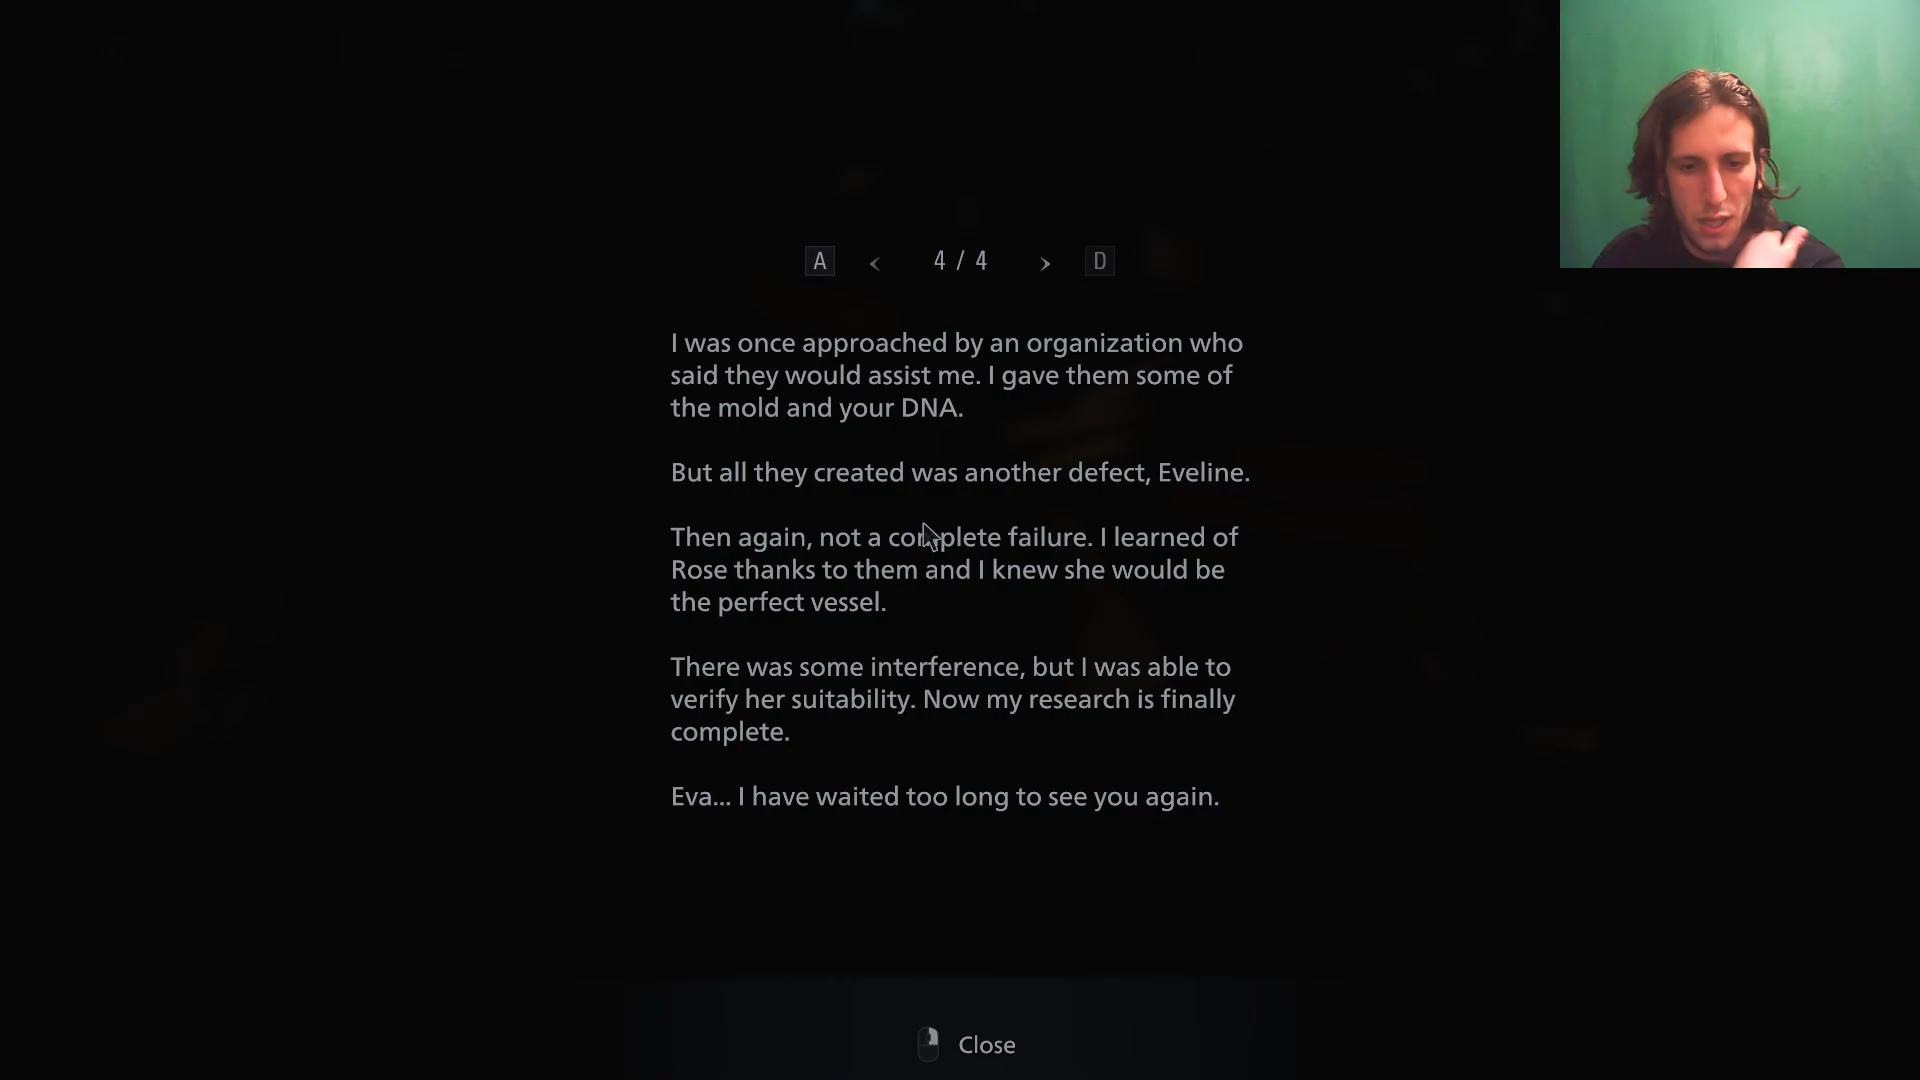 A < 4 / 4 > D
I was once approached by an organization who
said they would assist me. I gave them some of
the mold and your DNA.
But all they created was another defect, Eveline.
Then again, not a complete failure. I learned of
Rose thanks to them and I knew she would be
the perfect vessel.
There was some interference, but I was able to
verify her suitability. Now my research is finally
complete.
Eva... I have waited too long to see you again.
Close